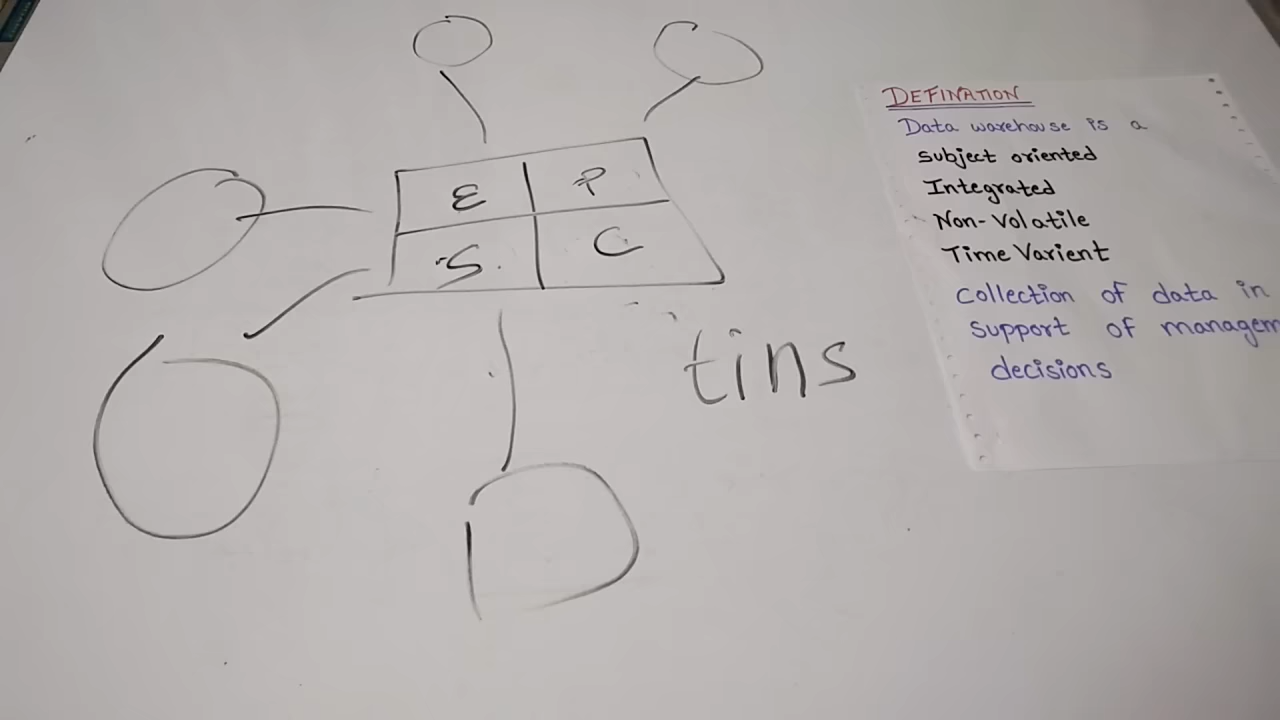 E P
S C
tins
DEFINATION
Data warehouse is a
subject oriented
Integrated
Non-Volatile
Time Varient
collection of data in
support of managem
decisions